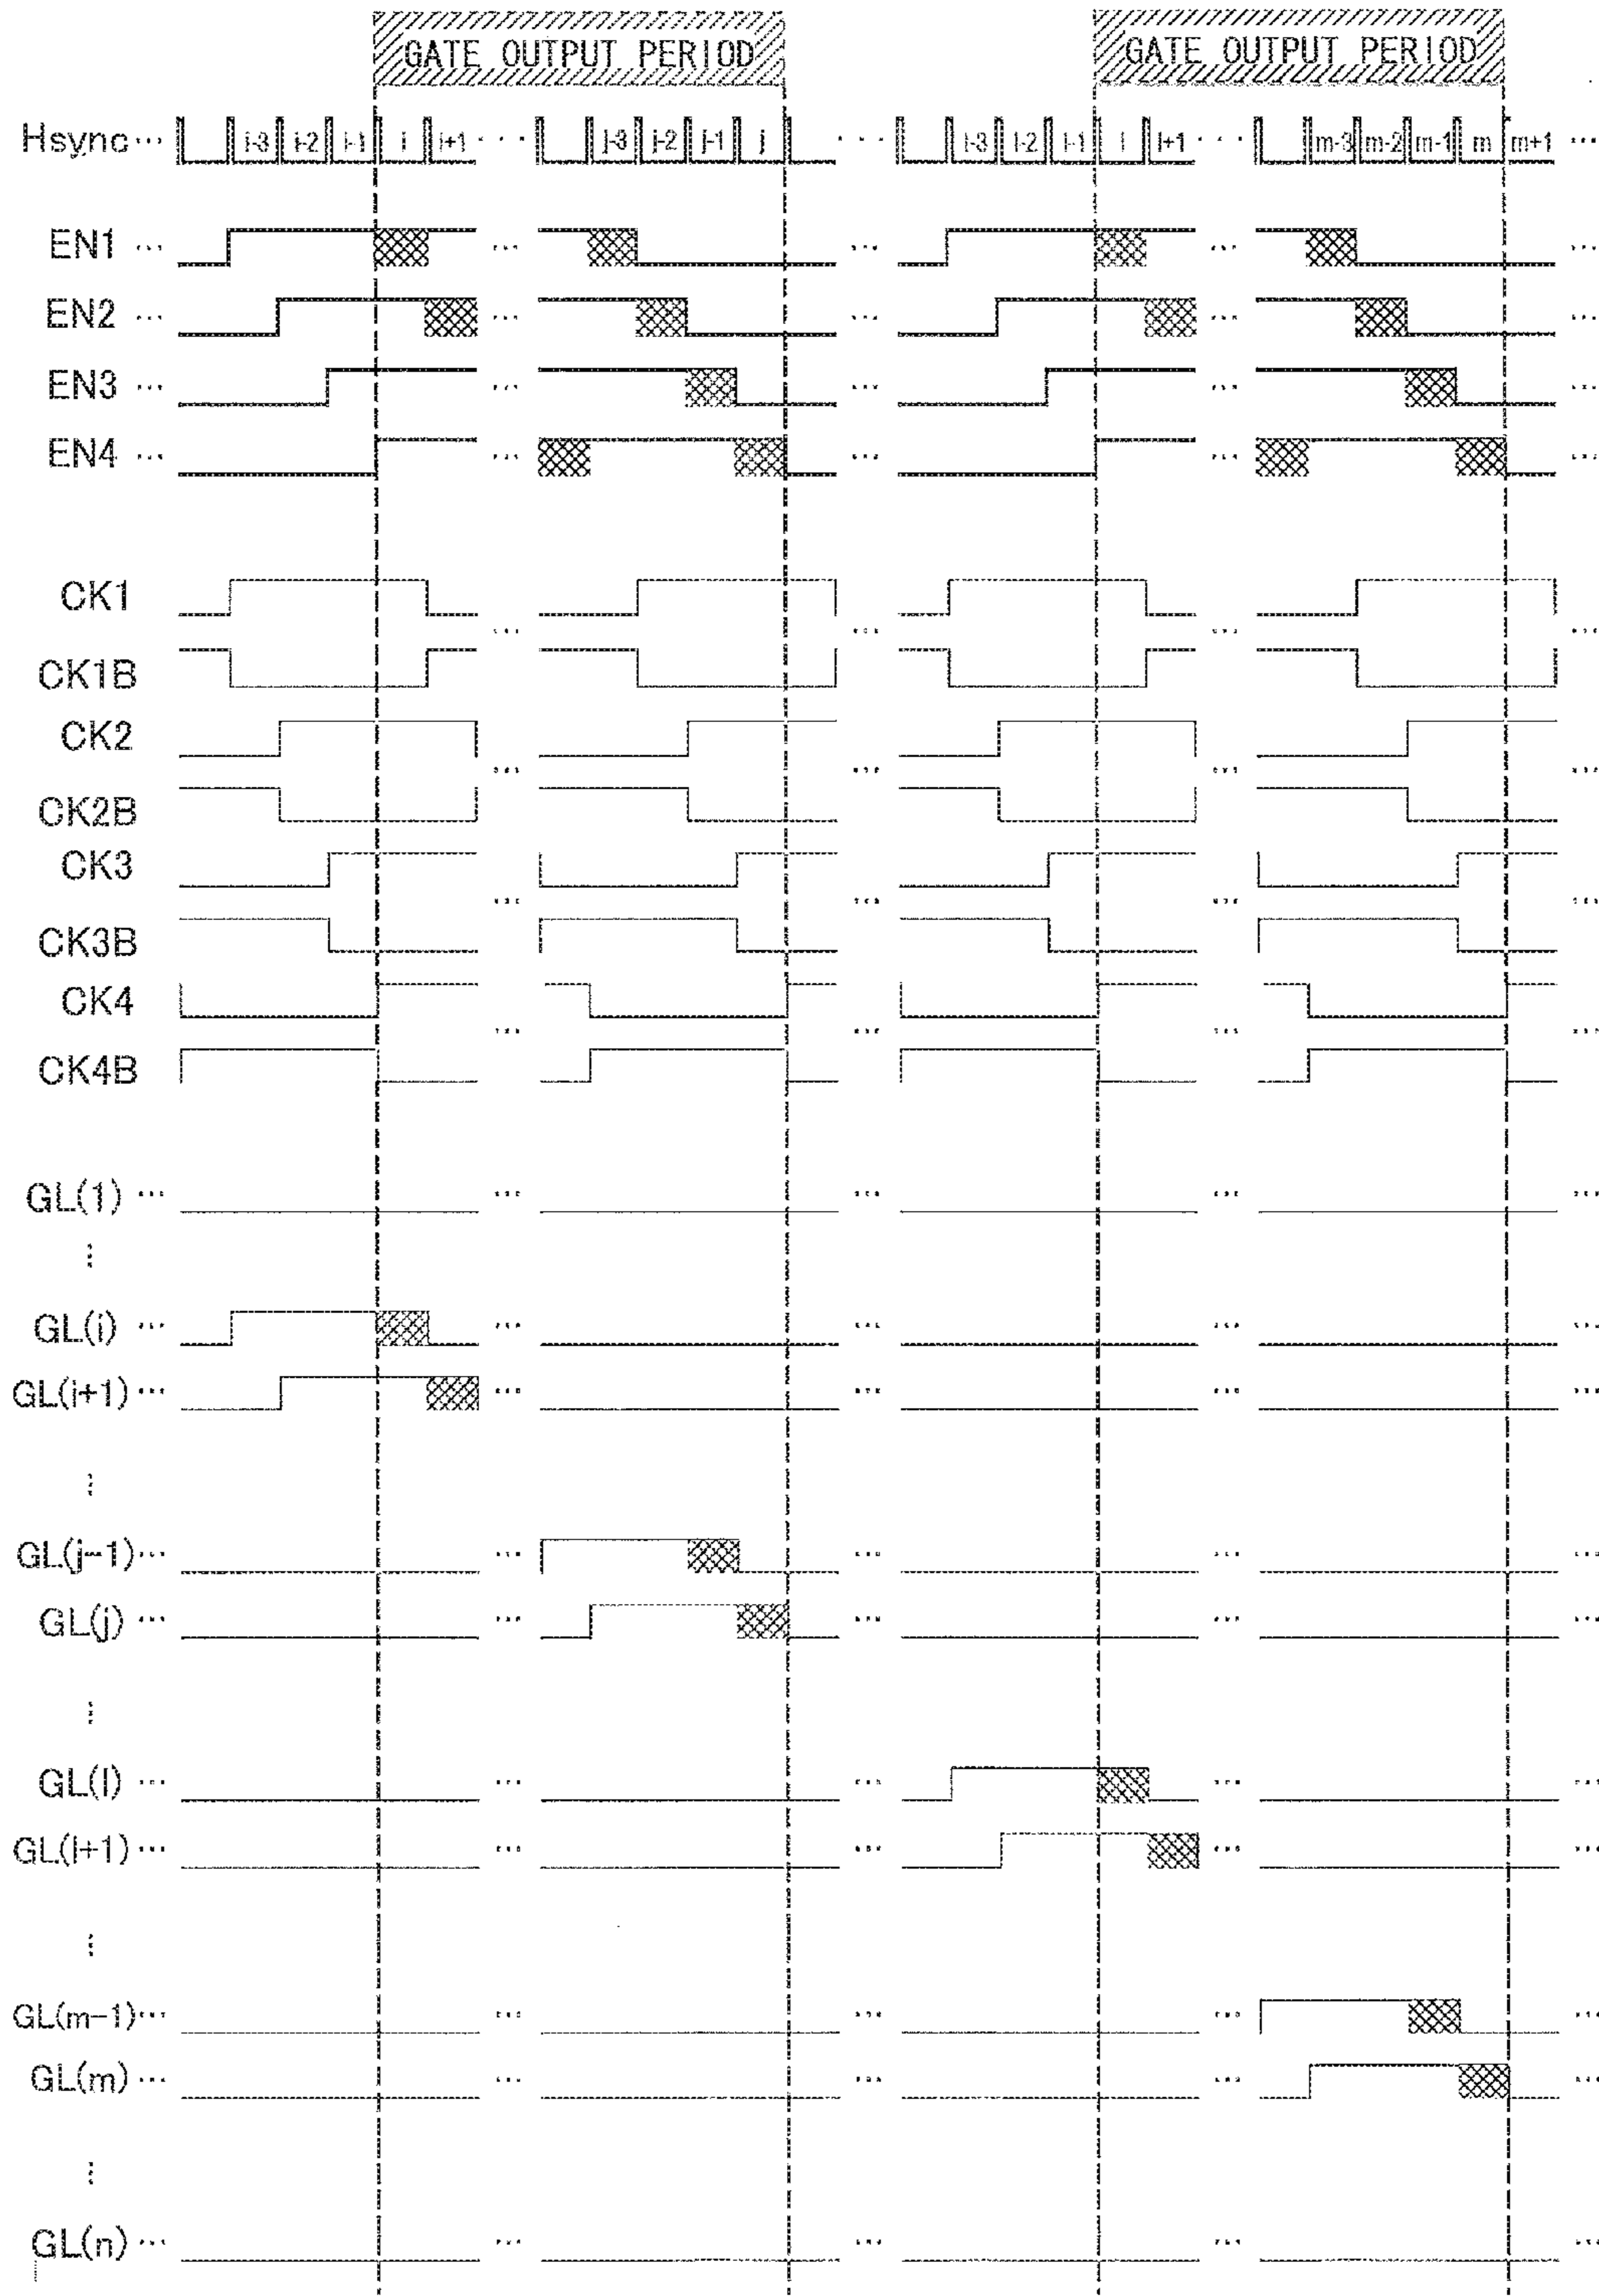 GATE OUTPUT PERIOD GATE OUTPUT PERIOD
Hsync ··· i-3 i-2 i-1 i i+1 ··· j-3 j-2 j-1 j ··· l-3 l-2 l-1 l l+1 ··· m-3 m-2 m-1 m m+1 ···
EN1 ··· ··· ··· ··· ···
EN2 ··· ··· ··· ··· ···
EN3 ··· ··· ··· ··· ···
EN4 ··· ··· ··· ··· ···
CK1
··· ··· ··· ···
CK1B
CK2
··· ··· ··· ···
CK2B
CK3
··· ··· ··· ···
CK3B
CK4
··· ··· ··· ···
CK4B
GL(1) ··· ··· ··· ··· ···
⋮
GL(i) ··· ··· ··· ··· ···
GL(i+1) ··· ··· ··· ··· ···
⋮
GL(j-1) ··· ··· ··· ··· ···
GL(j) ··· ··· ··· ··· ···
⋮
GL(l) ··· ··· ··· ··· ···
GL(l+1) ··· ··· ··· ··· ···
⋮
GL(m-1) ··· ··· ··· ··· ···
GL(m) ··· ··· ··· ··· ···
⋮
GL(n) ··· ··· ··· ··· ···